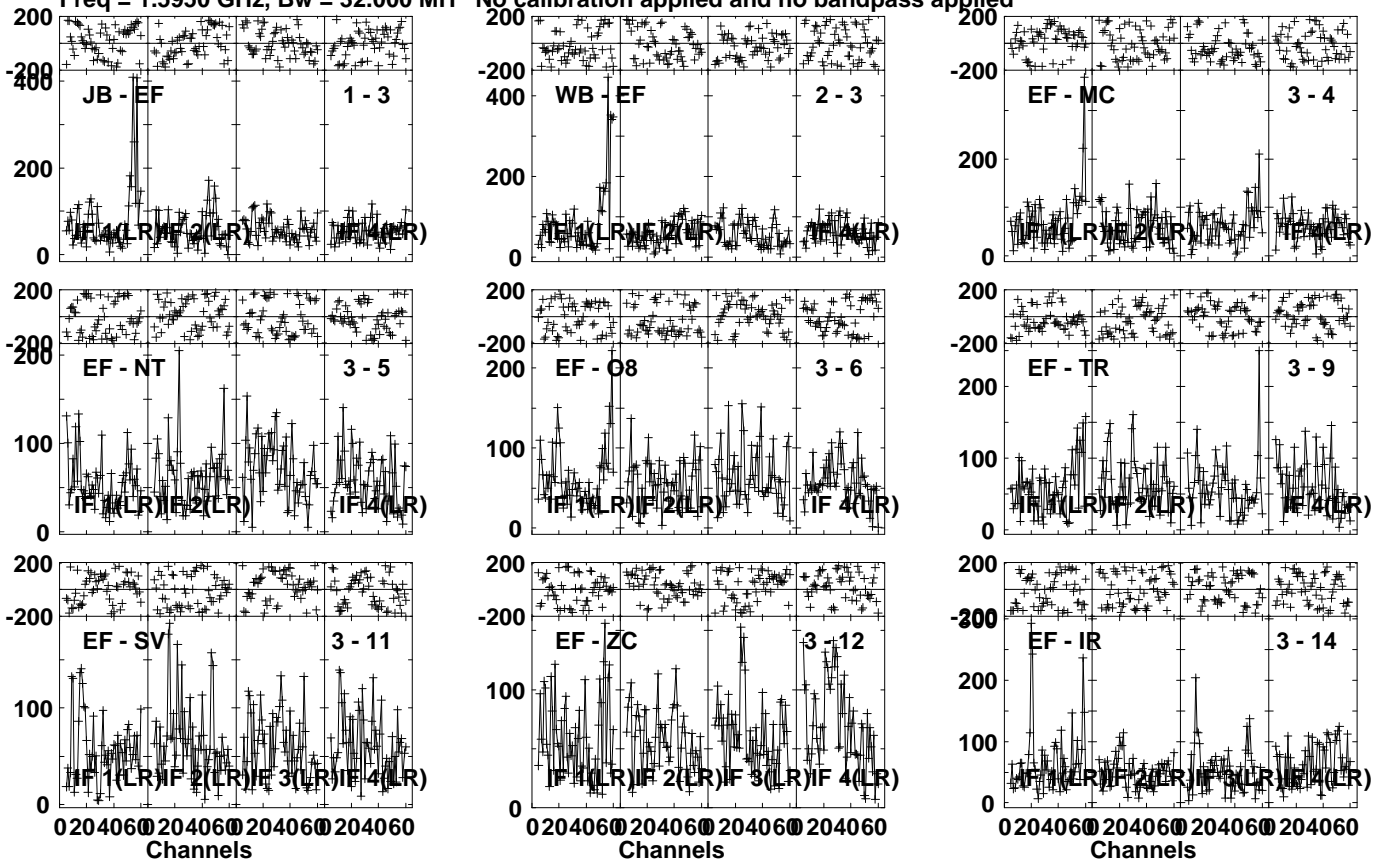 Freq = 1.5950 GHz, Bw = 32.000 MH No calibration applied and no bandpass applied
200
-200
JB - EF 1 - 3
400
200
0
IF 1(LR) IF 2(LR) IF 4(LR)
200
-200
WB - EF 2 - 3
400
200
0
IF 1(LR) IF 2(LR) IF 4(LR)
200
-200
EF - MC 3 - 4
200
0
IF 1(LR) IF 2(LR) IF 4(LR)
200
-200
EF - NT 3 - 5
200
100
0
IF 1(LR) IF 2(LR) IF 4(LR)
200
-200
EF - O8 3 - 6
200
100
0
IF 1(LR) IF 2(LR) IF 4(LR)
200
-200
EF - TR 3 - 9
200
100
0
IF 1(LR) IF 2(LR) IF 4(LR)
200
-200
EF - SV 3 - 11
100
0
IF 1(LR) IF 2(LR) IF 3(LR) IF 4(LR)
0 20 40 60 0 20 40 60 0 20 40 60 0 20 40 60
Channels
200
-200
EF - ZC 3 - 12
100
0
IF 1(LR) IF 2(LR) IF 3(LR) IF 4(LR)
0 20 40 60 0 20 40 60 0 20 40 60 0 20 40 60
Channels
200
-200
EF - IR 3 - 14
300
200
100
0
IF 1(LR) IF 2(LR) IF 3(LR) IF 4(LR)
0 20 40 60 0 20 40 60 0 20 40 60 0 20 40 60
Channels